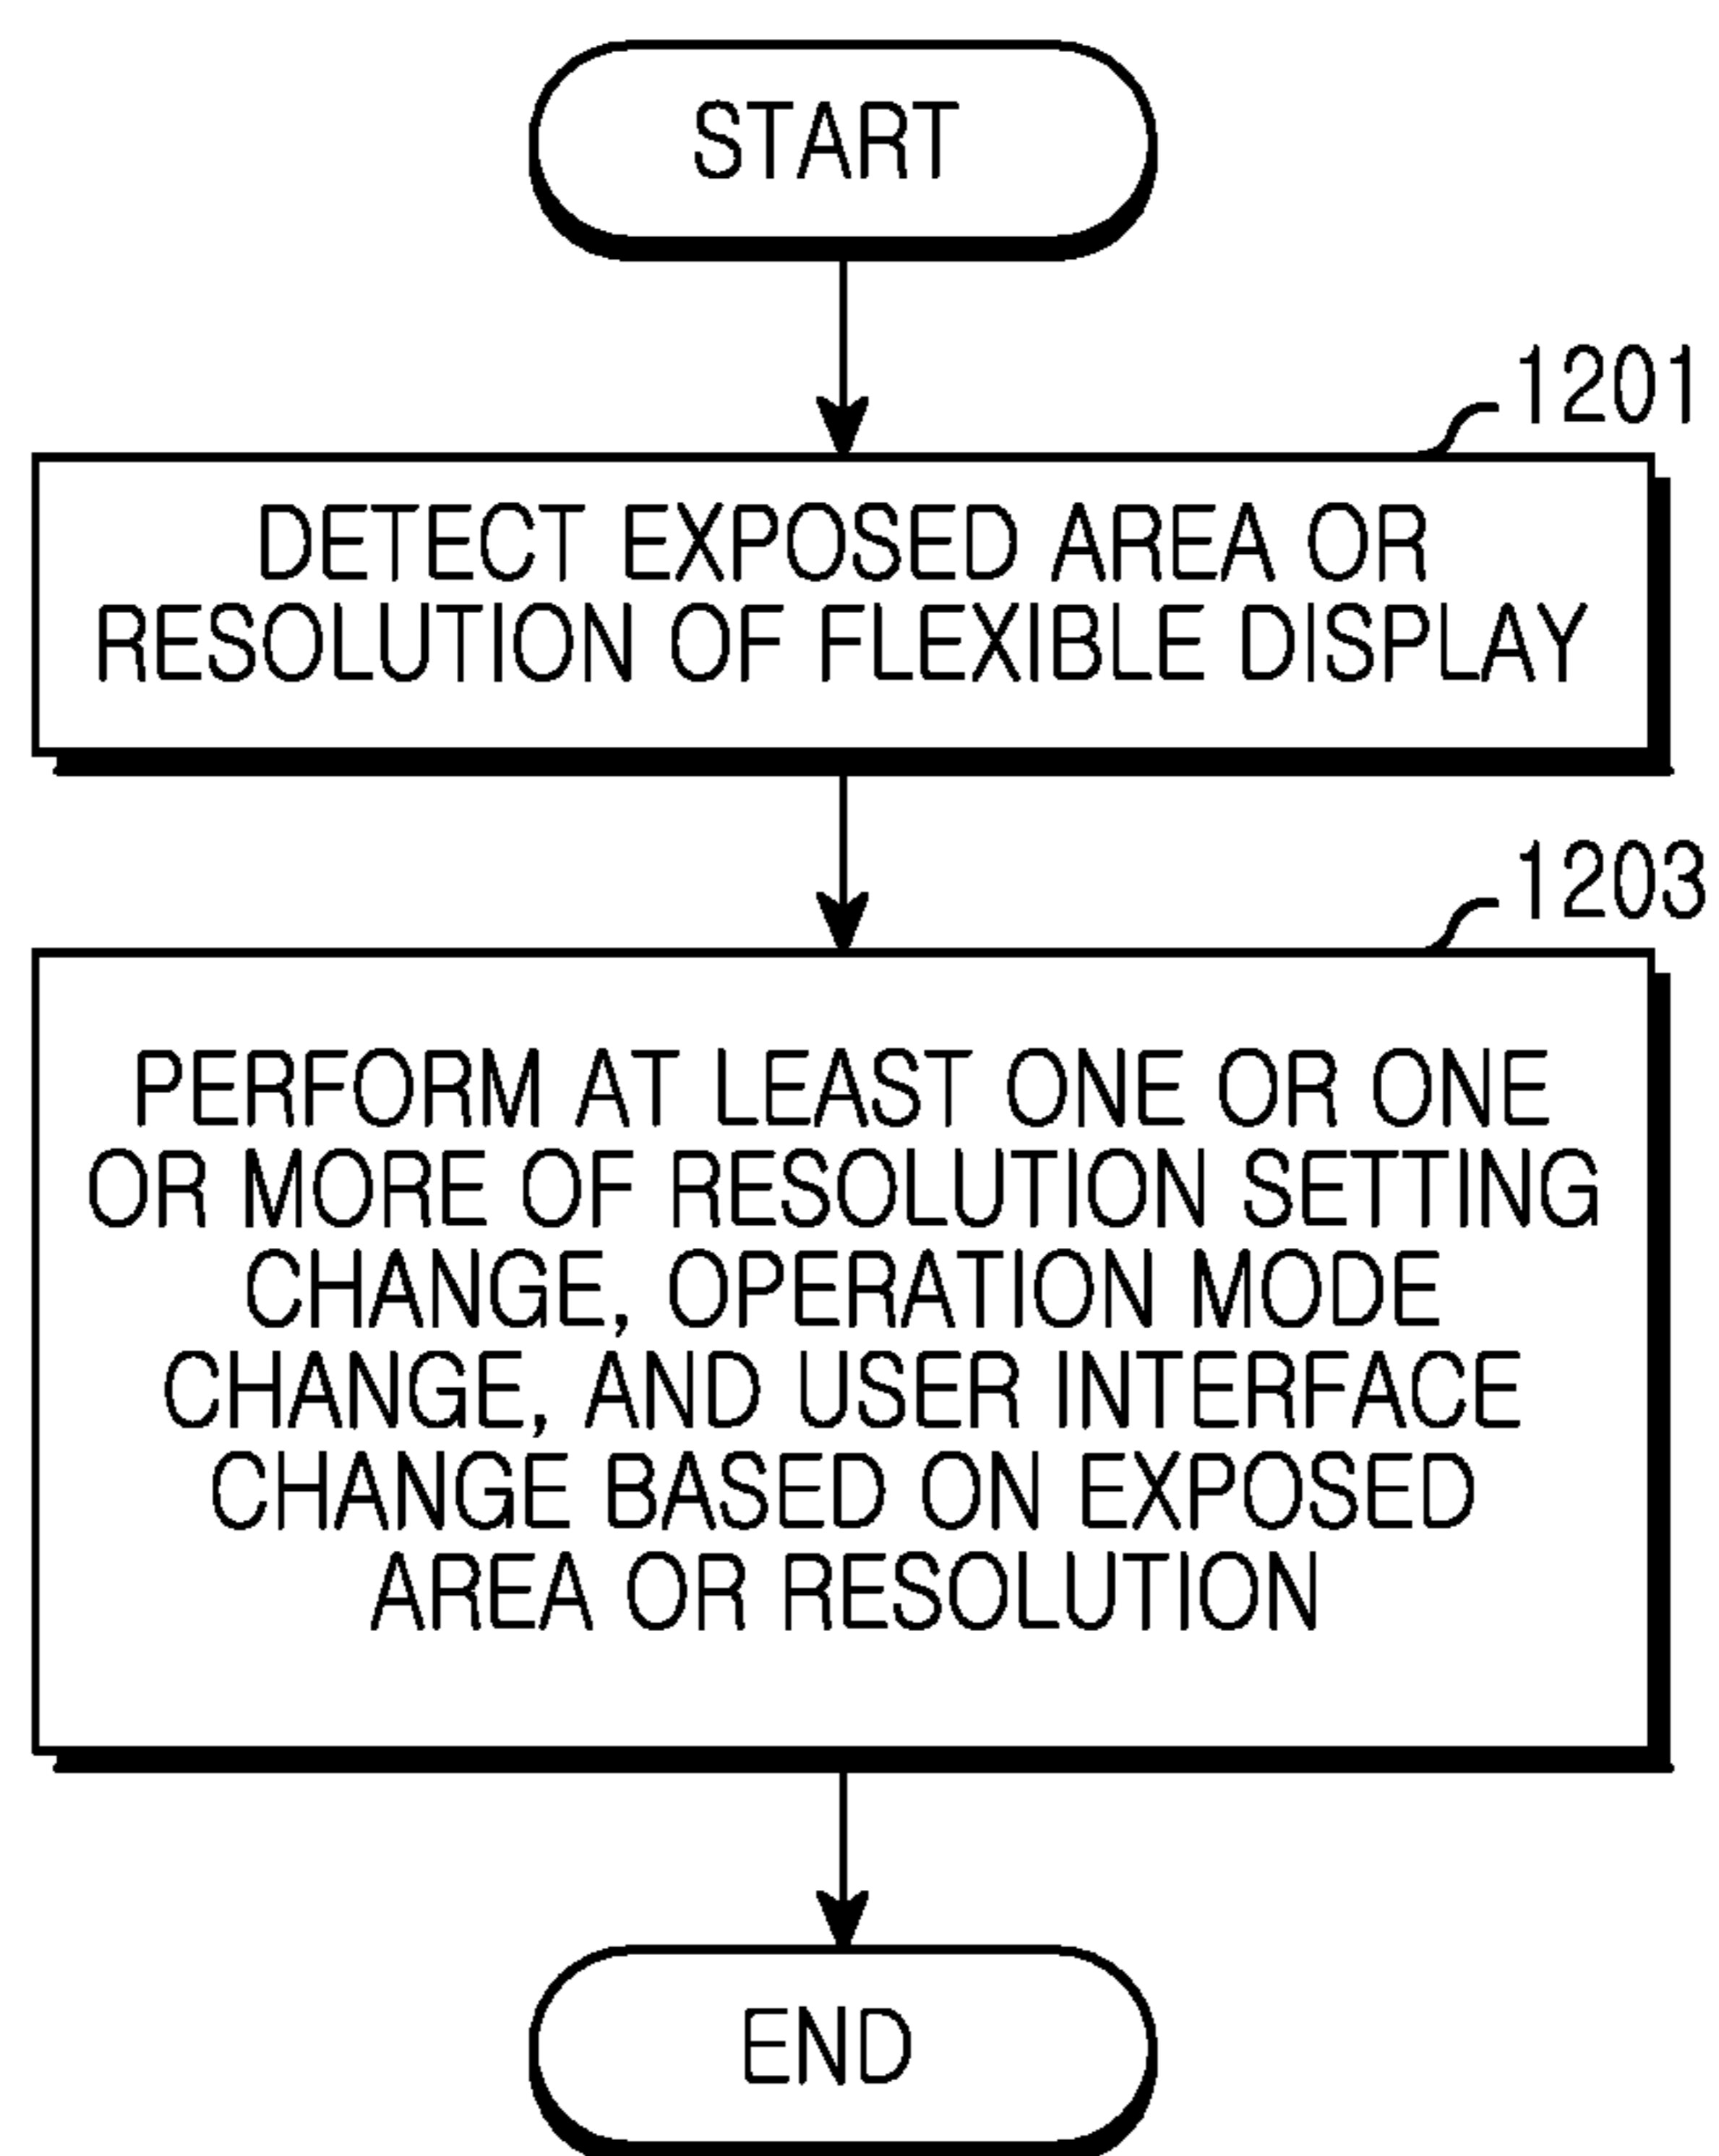 START
1201
DETECT EXPOSED AREA OR
RESOLUTION OF FLEXIBLE DISPLAY
1203
PERFORM AT LEAST ONE OR ONE
OR MORE OF RESOLUTION SETTING
CHANGE, OPERATION MODE
CHANGE, AND USER INTERFACE
CHANGE BASED ON EXPOSED
AREA OR RESOLUTION
END